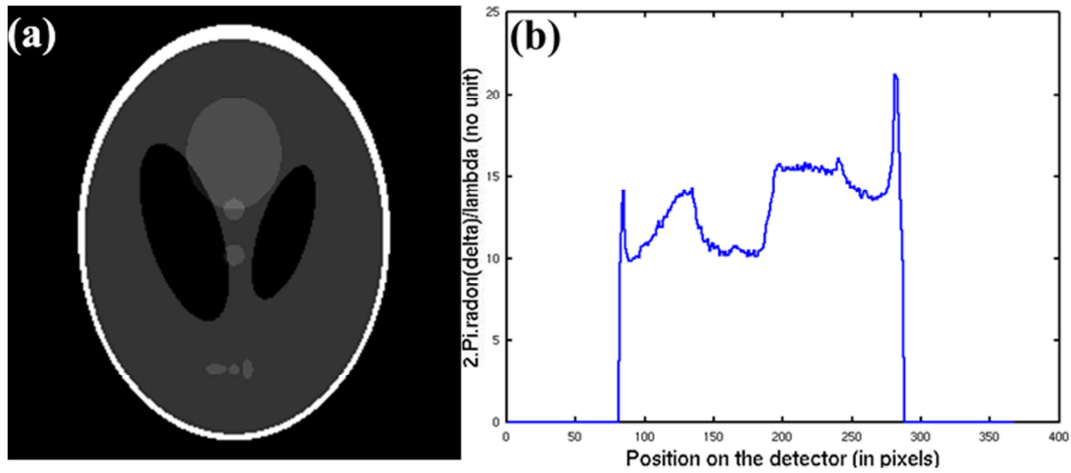 (a)
(b)
2.Pi.radon(delta)/lambda (no unit)
25
20
15
10
5
0
0 50 100 150 200 250 300 350 400
Position on the detector (in pixels)